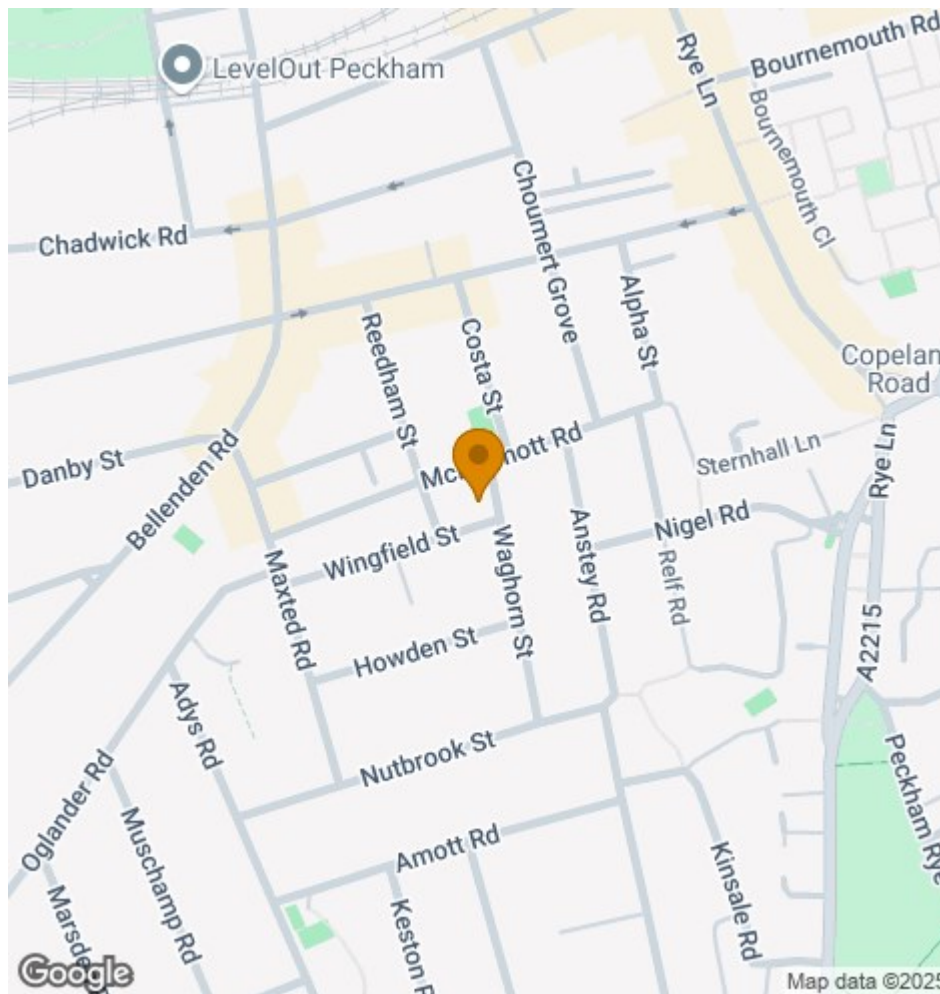 LevelOut Peckham
Rye Ln
Bournemouth Rd
Bournemouth Cl
Chadwick Rd
Choumert Grove
Alpha St
Reedham St
Costa St
Copelan
Road
Danby St
Bellenden Rd
Sternhall Ln
Rye Ln
Wingfield St
Waghorn St
Anstey Rd
Nigel Rd
Relf Rd
Maxted Rd
Howden St
A2215
Adys Rd
Nutbrook St
Oglander Rd
Muschamp Rd
Amott Rd
Kinsale Rd
Peckham Rye
Keston R
Google
Map data ©2025